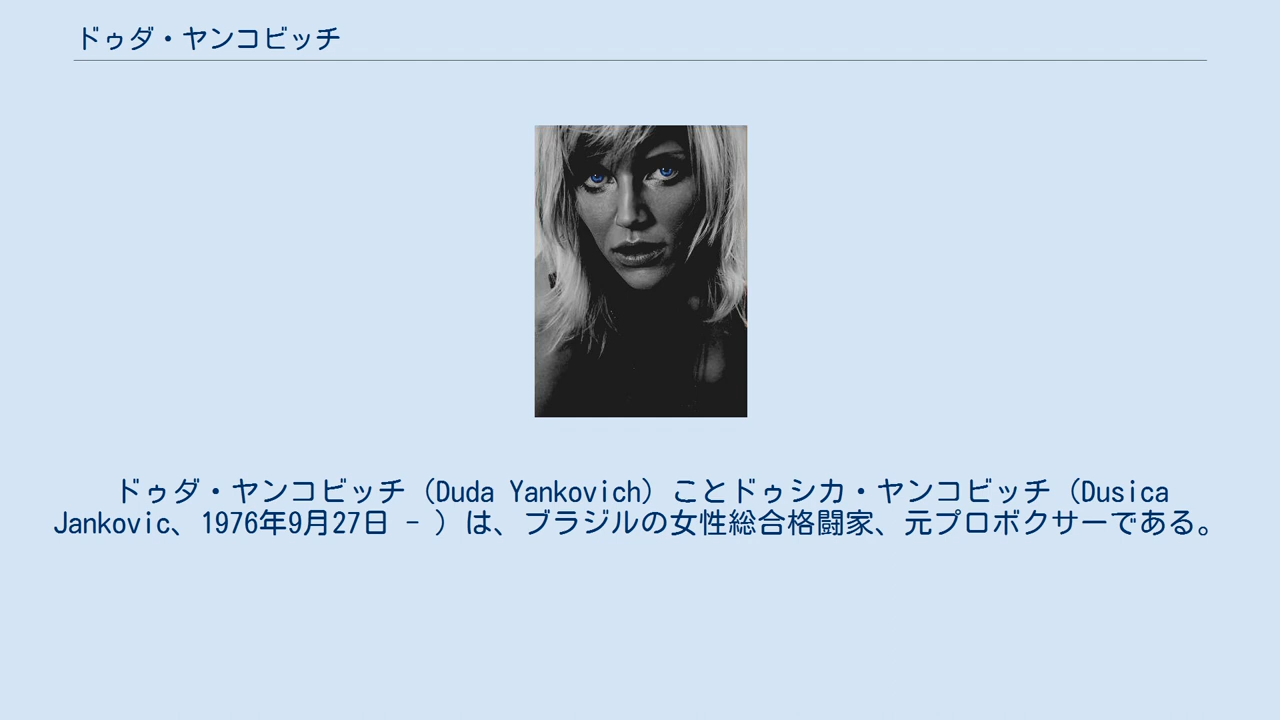 ドゥダ・ヤンコビッチ
ドゥダ・ヤンコビッチ（Duda Yankovich）ことドゥシカ・ヤンコビッチ（Dusica
Jankovic、1976年9月27日 - ）は、ブラジルの女性総合格闘家、元プロボクサーである。